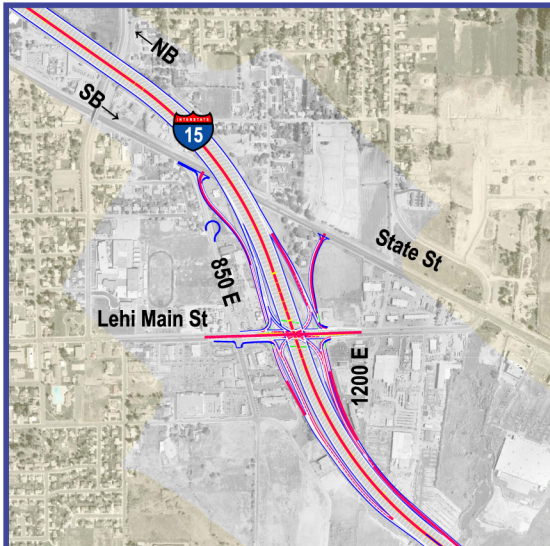 ←NB
SB→
INTERSTATE
15
State St
850 E
Lehi Main St
1200 E